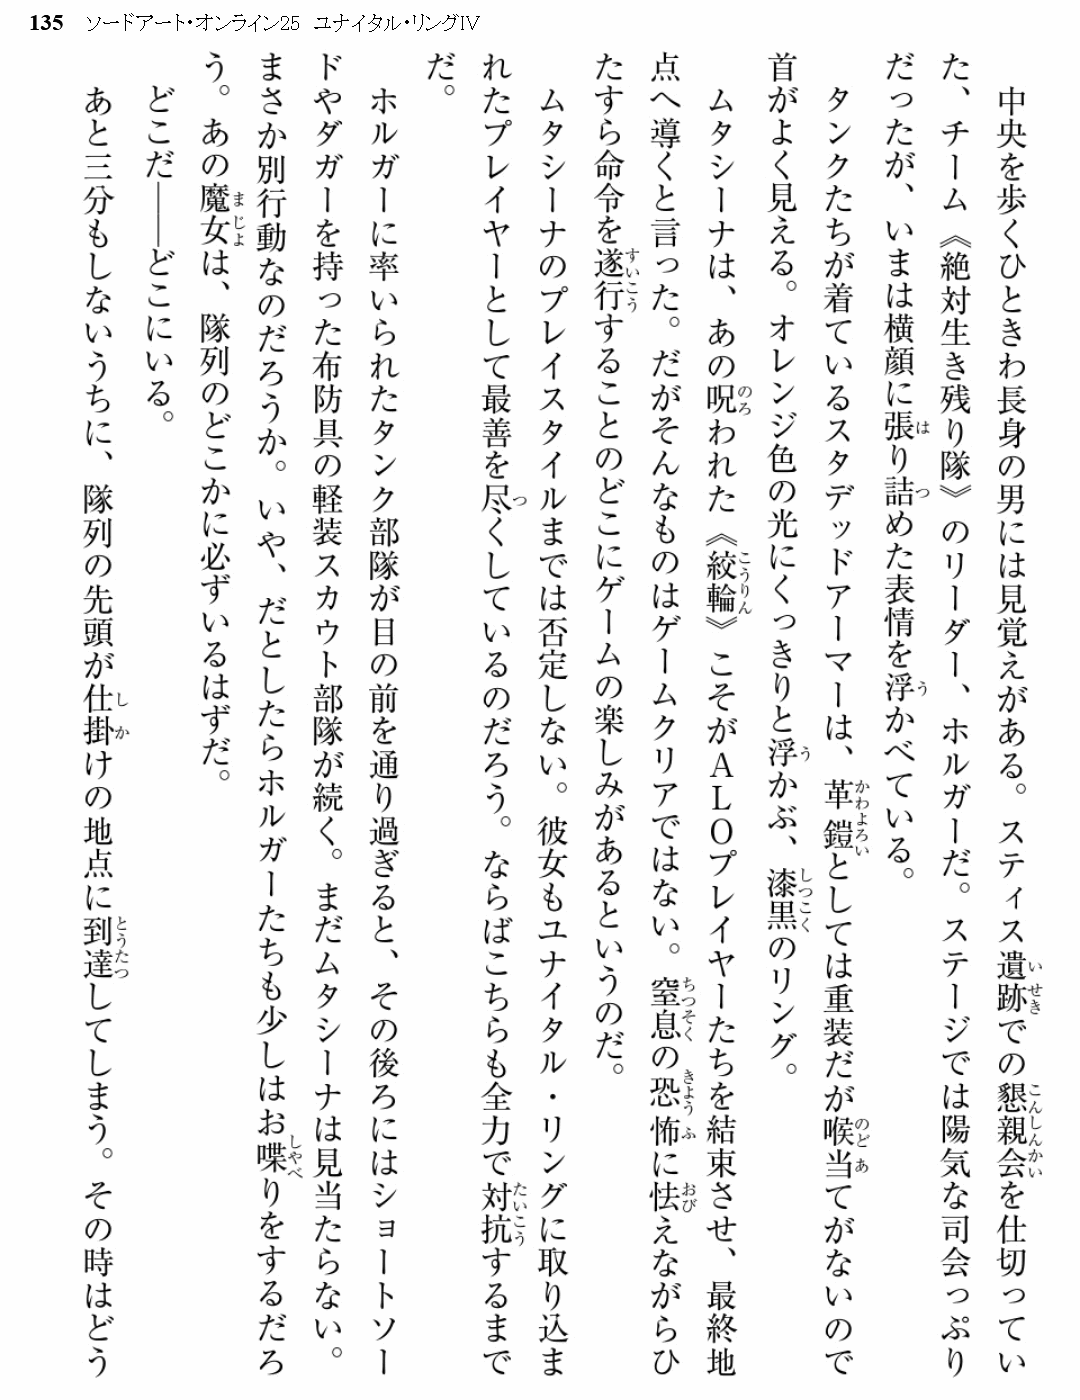 135 ソードアート・オンライン25 ユナイタル・リングIV
中央を歩くひときわ長身の男には見覚えがある。スティス遺跡での懇親会を仕切ってい
た、チーム《絶対生き残り隊》のリーダー、ホルガーだ。ステージでは陽気な司会っぷり
だったが、いまは横顔に張り詰めた表情を浮かべている。
タンクたちが着ているスタデッドアーマーは、革鎧としては重装だが喉当てがないので
首がよく見える。オレンジ色の光にくっきりと浮かぶ、漆黒のリング。
ムタシーナは、あの呪われた《絞輪》こそがALOプレイヤーたちを結束させ、最終地
点へ導くと言った。だがそんなものはゲームクリアではない。窒息の恐怖に怯えながらひ
たすら命令を遂行することのどこにゲームの楽しみがあるというのだ。
ムタシーナのプレイスタイルまでは否定しない。彼女もユナイタル・リングに取り込ま
れたプレイヤーとして最善を尽くしているのだろう。ならばこちらも全力で対抗するまで
だ。
ホルガーに率いられたタンク部隊が目の前を通り過ぎると、その後ろにはショートソー
ドやダガーを持った布防具の軽装スカウト部隊が続く。まだムタシーナは見当たらない。
まさか別行動なのだろうか。いや、だとしたらホルガーたちも少しはお喋りをするだろ
う。あの魔女は、隊列のどこかに必ずいるはずだ。
どこだ――どこにいる。
あと三分もしないうちに、隊列の先頭が仕掛けの地点に到達してしまう。その時はどう